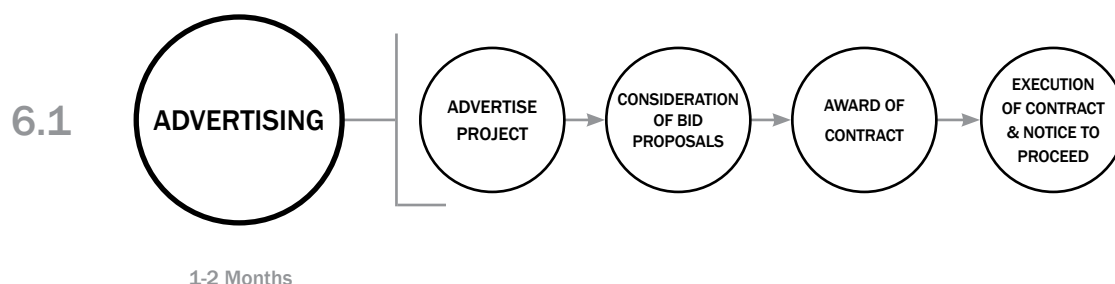 6.1
ADVERTISING
ADVERTISE
PROJECT
CONSIDERATION
OF BID
PROPOSALS
AWARD OF
CONTRACT
EXECUTION
OF CONTRACT
& NOTICE TO
PROCEED
1-2 Months